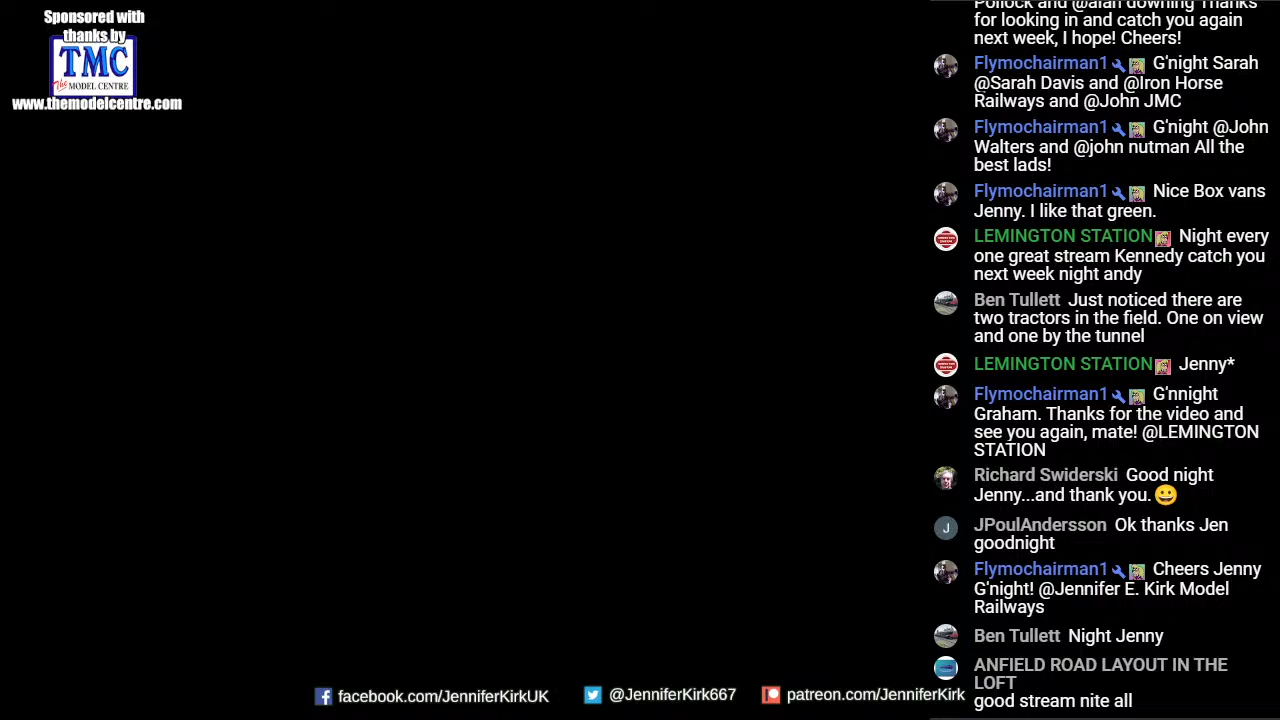 Sponsored with
thanks by
TMC
The MODEL CENTRE
www.themodelcentre.com
Pollock and @alan downing Thanks
for looking in and catch you again
next week, I hope! Cheers!
Flymochairman1 G'night Sarah
@Sarah Davis and @Iron Horse
Railways and @John JMC
Flymochairman1 G'night @John
Walters and @john nutman All the
best lads!
Flymochairman1 Nice Box vans
Jenny. I like that green.
LEMINGTON STATION Night every
one great stream Kennedy catch you
next week night andy
Ben Tullett Just noticed there are
two tractors in the field. One on view
and one by the tunnel
LEMINGTON STATION Jenny*
Flymochairman1 G'nnight
Graham. Thanks for the video and
see you again, mate! @LEMINGTON
STATION
Richard Swiderski Good night
Jenny...and thank you.😀
J JPoulAndersson Ok thanks Jen
goodnight
Flymochairman1 Cheers Jenny
G'night! @Jennifer E. Kirk Model
Railways
Ben Tullett Night Jenny
ANFIELD ROAD LAYOUT IN THE
LOFT
good stream nite all
facebook.com/JenniferKirkUK @JenniferKirk667 patreon.com/JenniferKirk